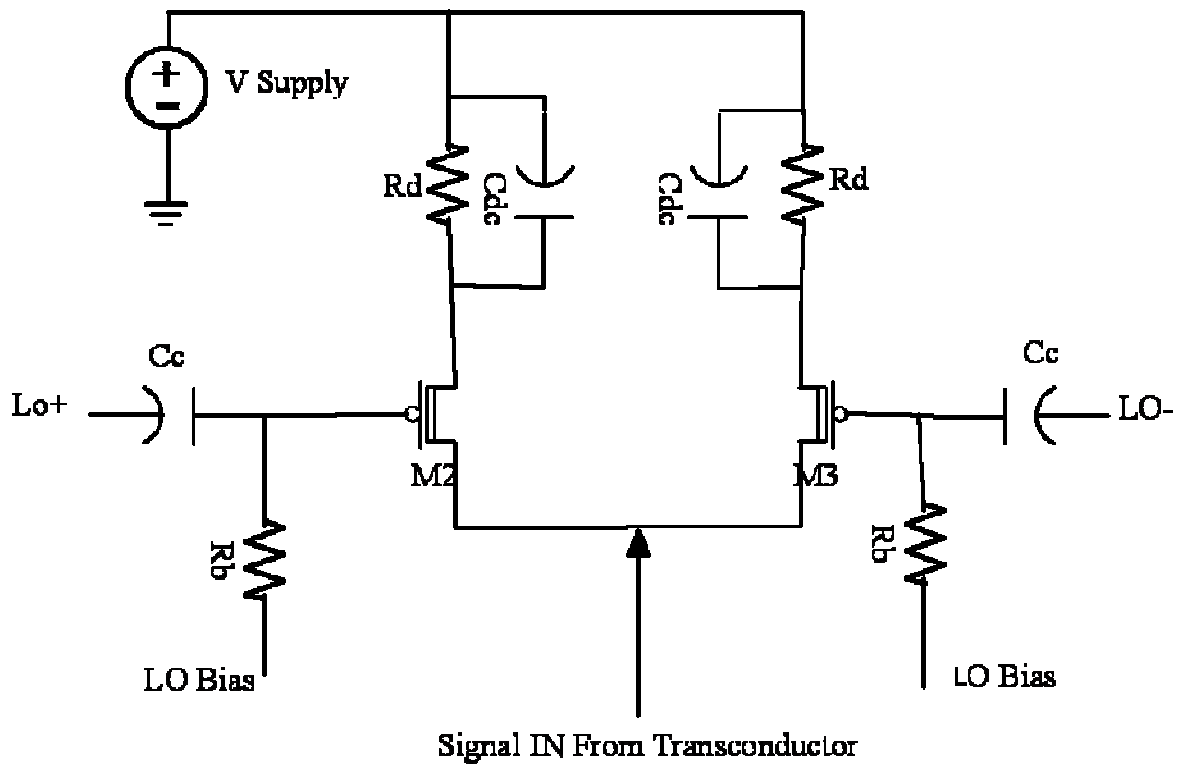 V Supply
Rd
Cdc
Cdc
Rd
Cc
Cc
Lo+
LO-
M2
M3
Rb
Rb
LO Bias
LO Bias
Signal IN From Transconductor